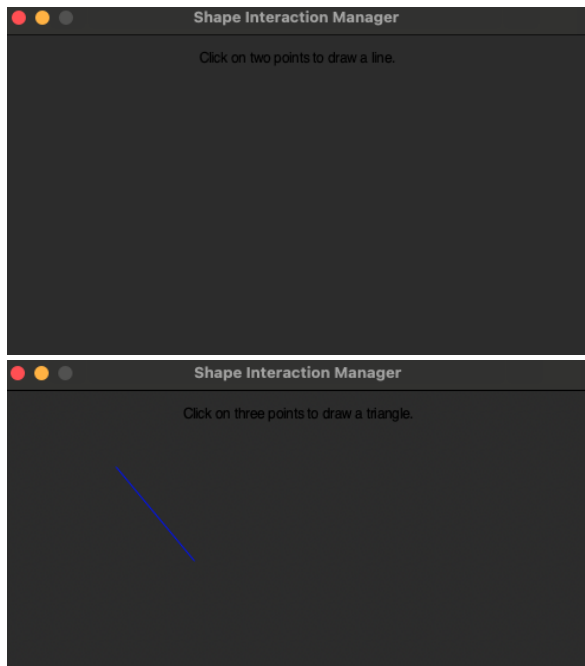 Shape Interaction Manager
Click on two points to draw a line.
Shape Interaction Manager
Click on three points to draw a triangle.